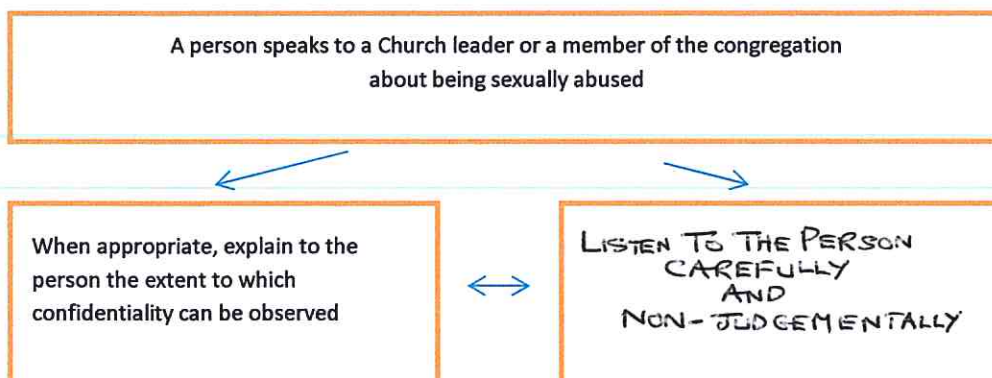 A person speaks to a Church leader or a member of the congregation
about being sexually abused
When appropriate, explain to the
person the extent to which
confidentiality can be observed
LISTEN TO THE PERSON
CAREFULLY
AND
NON-JUDGEMENTALLY